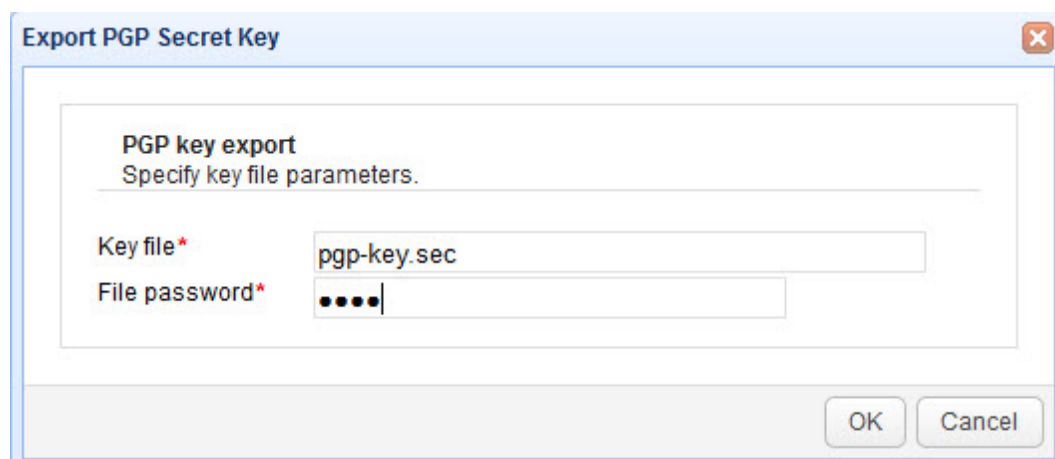 Export PGP Secret Key
PGP key export
Specify key file parameters.
Key file* pgp-key.sec
File password* ●●●●
OK Cancel